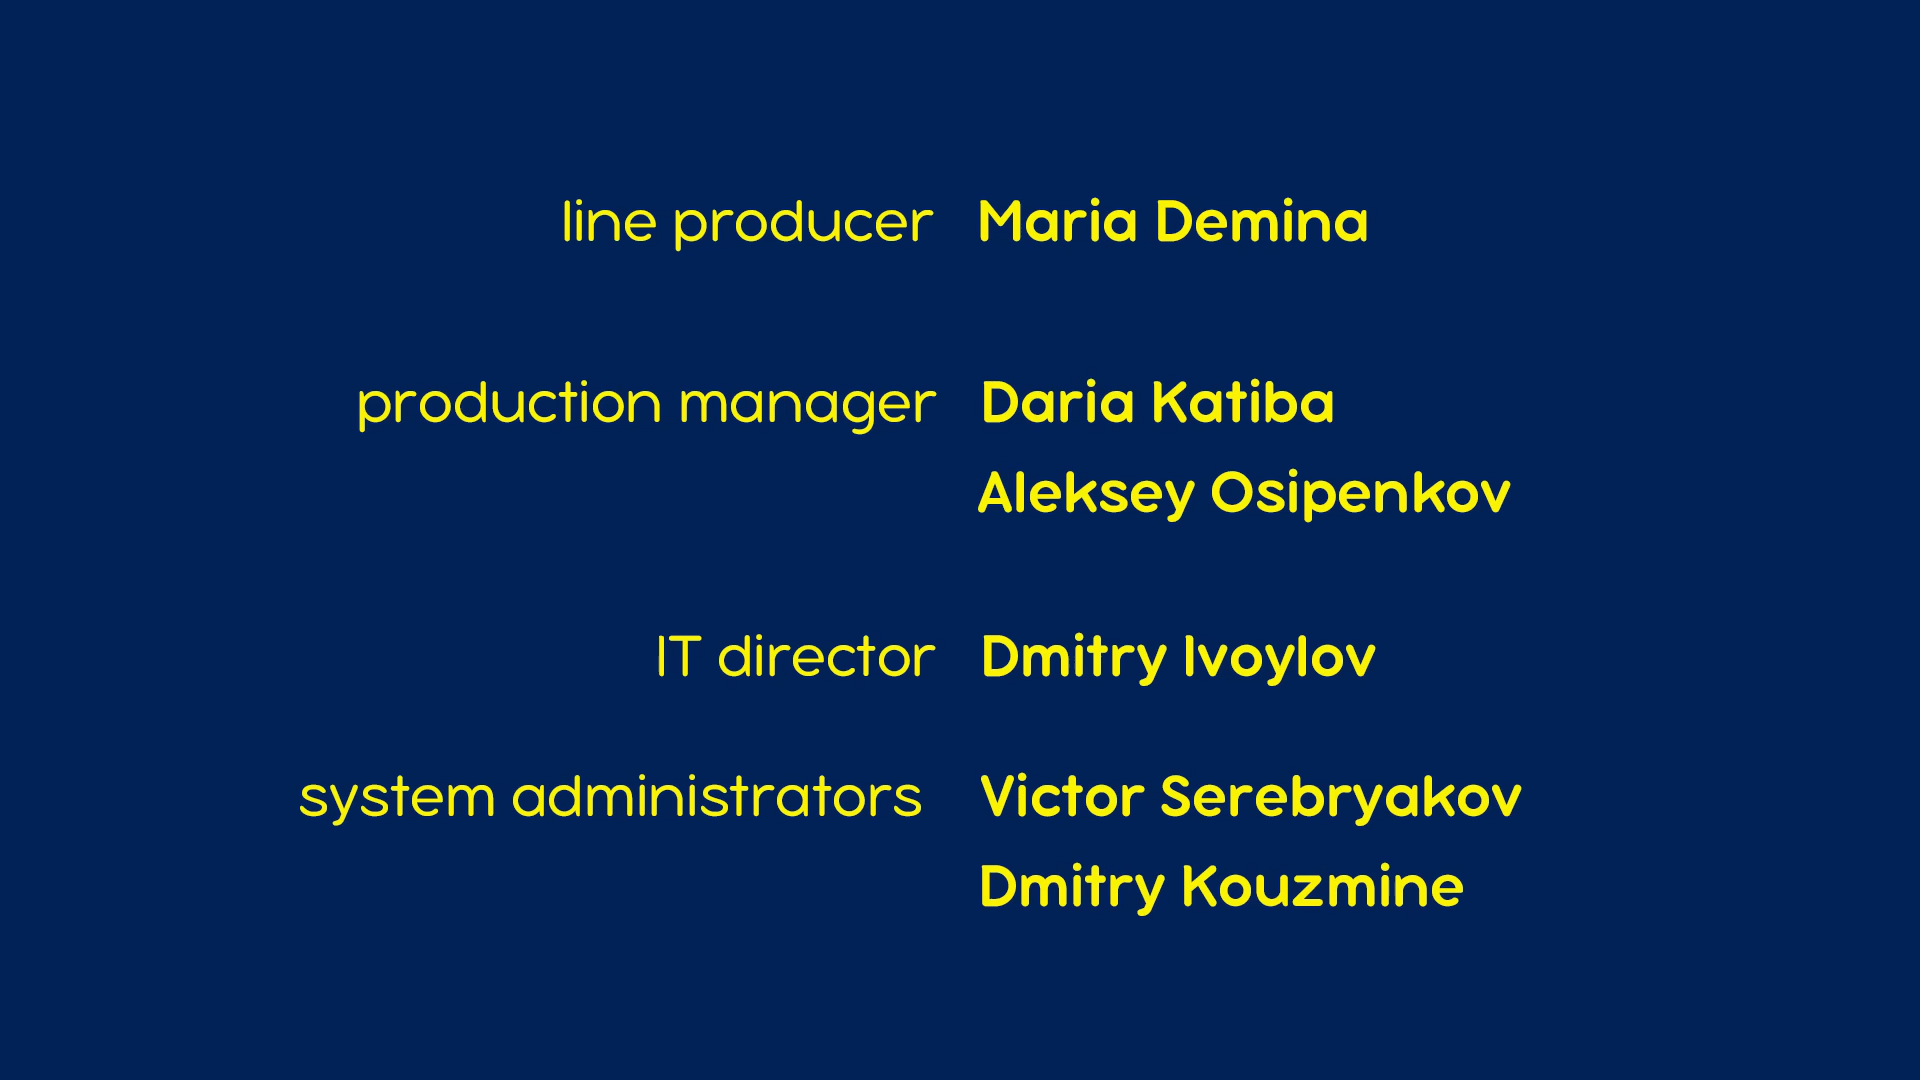 line producer Maria Demina
production manager Daria Katiba
Aleksey Osipenkov
IT director Dmitry Ivoylov
system administrators Victor Serebryakov
Dmitry Kouzmine